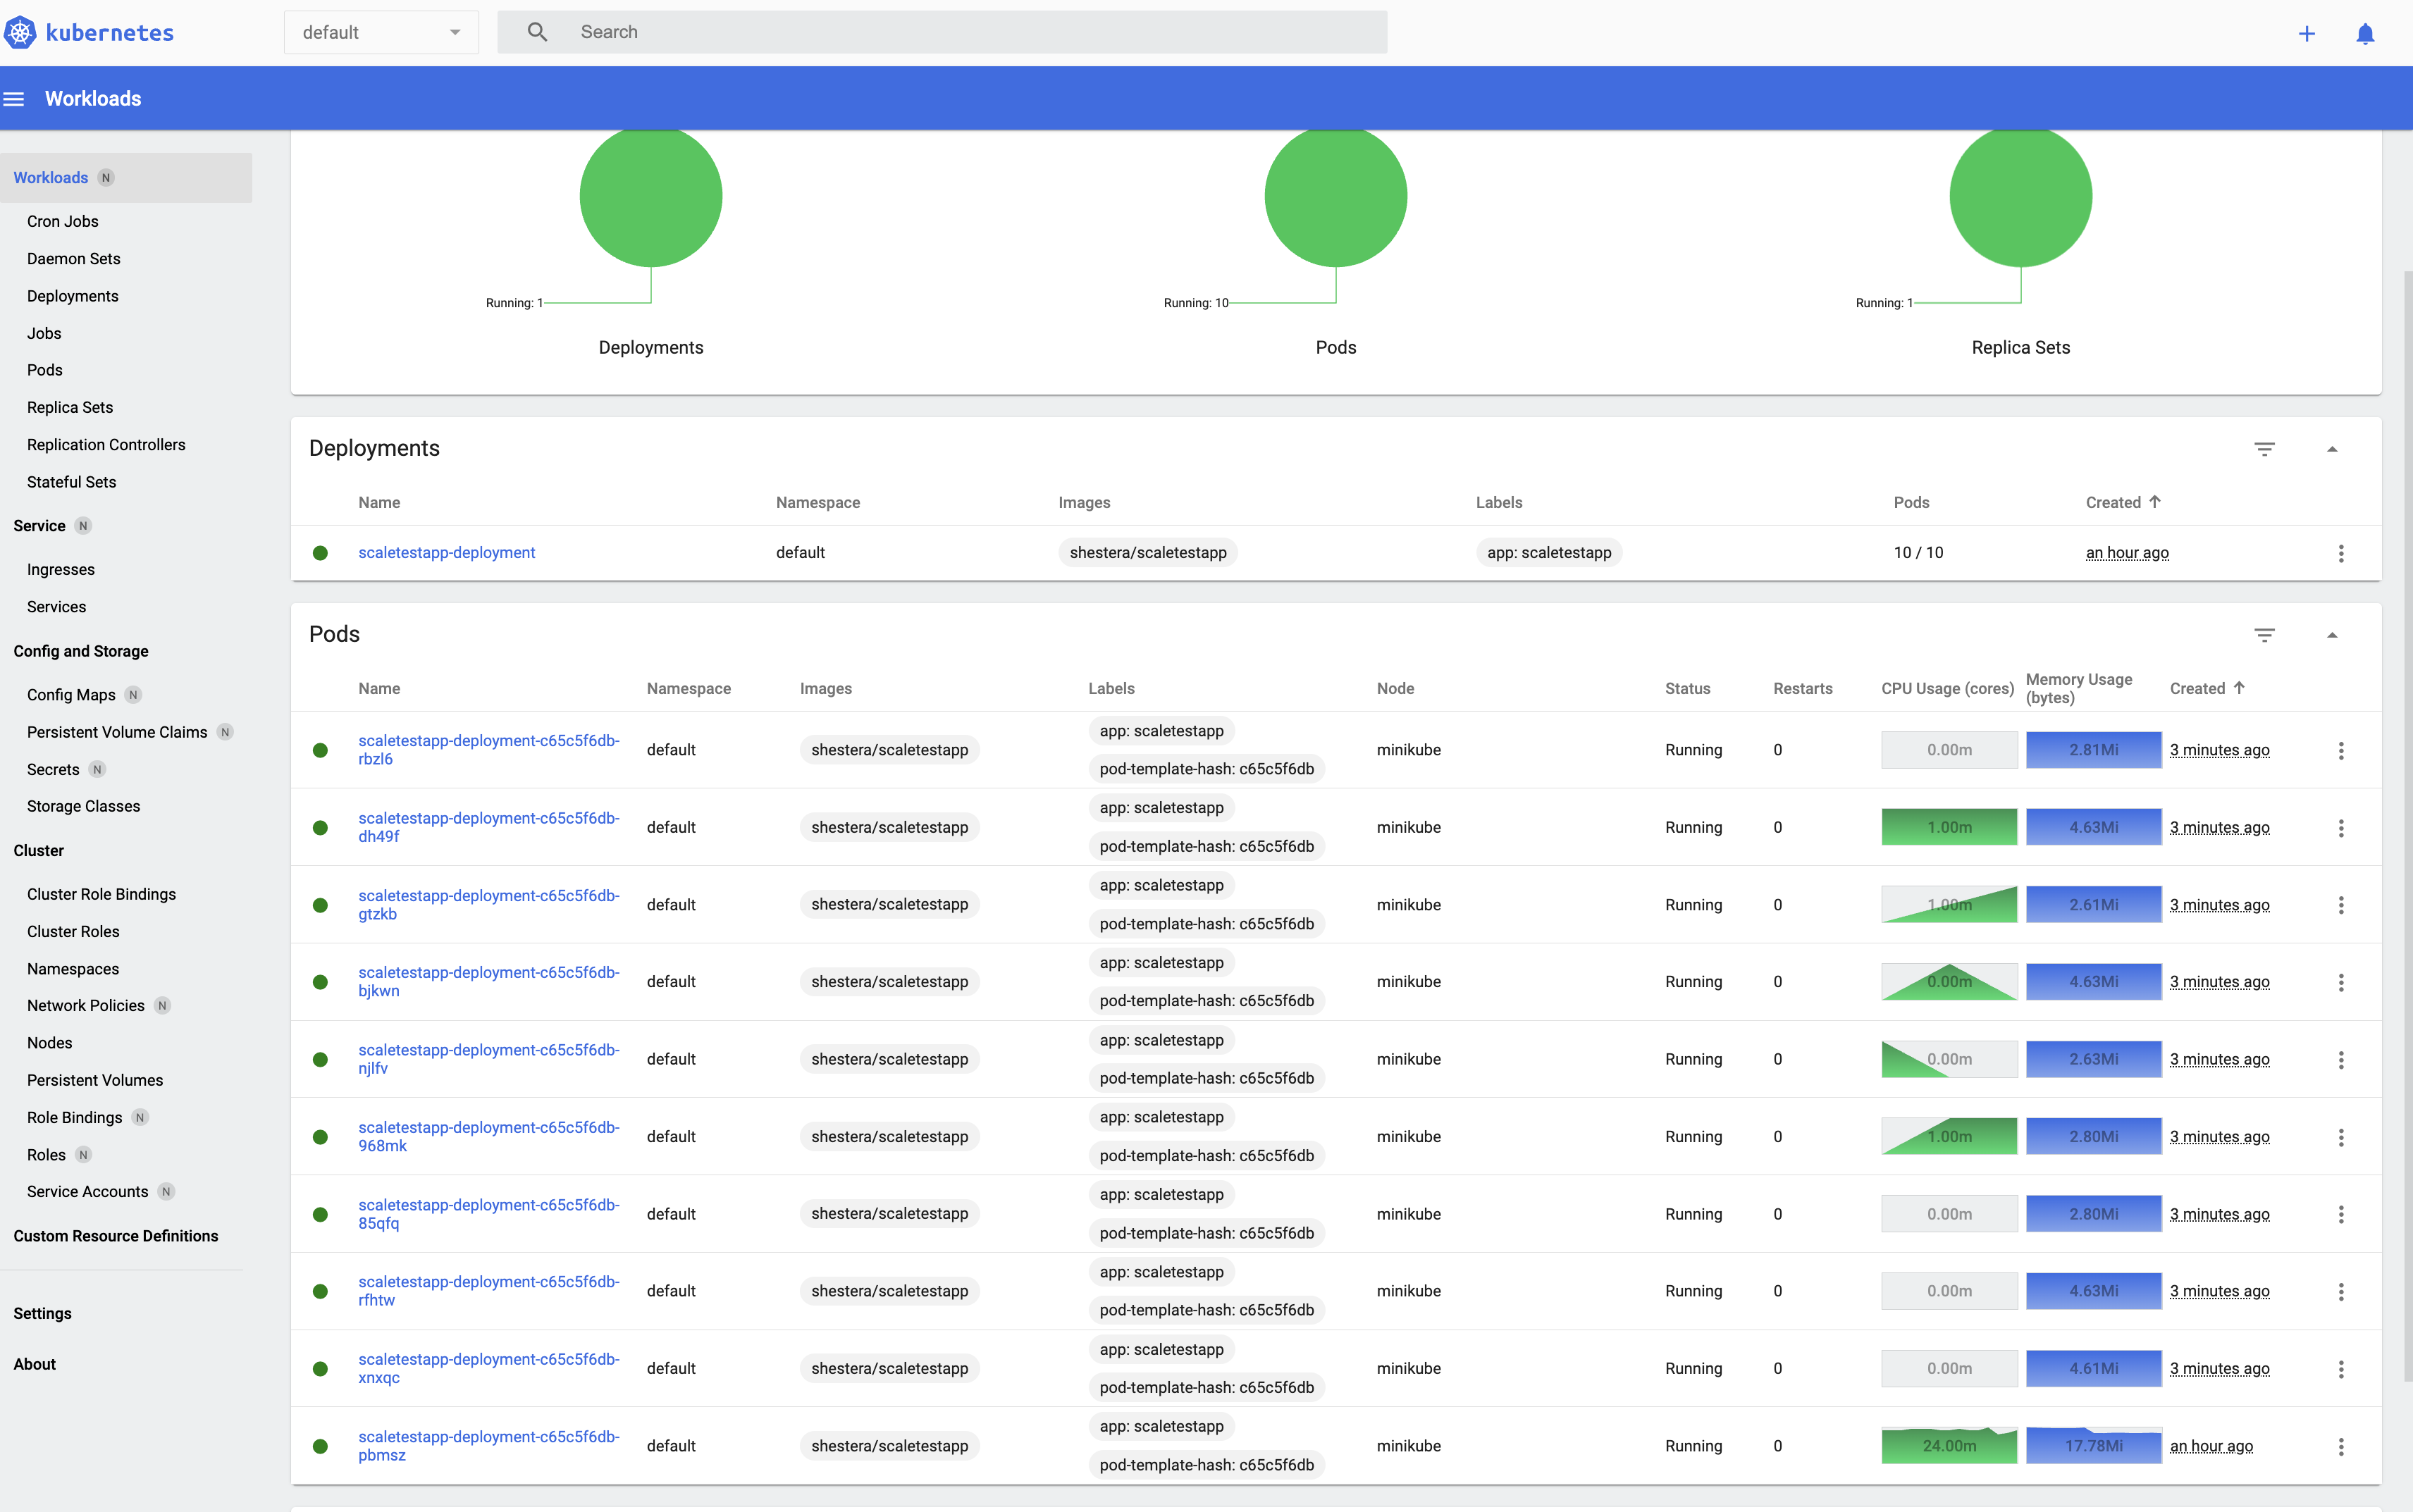 kubernetes
default
Search
Workloads
Workloads N
Cron Jobs
Daemon Sets
Deployments
Jobs
Pods
Replica Sets
Replication Controllers
Stateful Sets
Service N
Ingresses
Services
Config and Storage
Config Maps N
Persistent Volume Claims N
Secrets N
Storage Classes
Cluster
Cluster Role Bindings
Cluster Roles
Namespaces
Network Policies N
Nodes
Persistent Volumes
Role Bindings N
Roles N
Service Accounts N
Custom Resource Definitions
Settings
About
Running: 1
Deployments
Running: 10
Pods
Running: 1
Replica Sets
Deployments
Name Namespace Images Labels Pods Created
scaletestapp-deployment default shestera/scaletestapp app: scaletestapp 10 / 10 an hour ago
Pods
Name Namespace Images Labels Node Status Restarts CPU Usage (cores) Memory Usage (bytes) Created
scaletestapp-deployment-c65c5f6db-rbzl6 default shestera/scaletestapp app: scaletestapp pod-template-hash: c65c5f6db minikube Running 0 0.00m 2.81Mi 3 minutes ago
scaletestapp-deployment-c65c5f6db-dh49f default shestera/scaletestapp app: scaletestapp pod-template-hash: c65c5f6db minikube Running 0 1.00m 4.63Mi 3 minutes ago
scaletestapp-deployment-c65c5f6db-gtzkb default shestera/scaletestapp app: scaletestapp pod-template-hash: c65c5f6db minikube Running 0 1.00m 2.61Mi 3 minutes ago
scaletestapp-deployment-c65c5f6db-bjkwn default shestera/scaletestapp app: scaletestapp pod-template-hash: c65c5f6db minikube Running 0 0.00m 4.63Mi 3 minutes ago
scaletestapp-deployment-c65c5f6db-njlfv default shestera/scaletestapp app: scaletestapp pod-template-hash: c65c5f6db minikube Running 0 0.00m 2.63Mi 3 minutes ago
scaletestapp-deployment-c65c5f6db-968mk default shestera/scaletestapp app: scaletestapp pod-template-hash: c65c5f6db minikube Running 0 1.00m 2.80Mi 3 minutes ago
scaletestapp-deployment-c65c5f6db-85qfq default shestera/scaletestapp app: scaletestapp pod-template-hash: c65c5f6db minikube Running 0 0.00m 2.80Mi 3 minutes ago
scaletestapp-deployment-c65c5f6db-rfhtw default shestera/scaletestapp app: scaletestapp pod-template-hash: c65c5f6db minikube Running 0 0.00m 4.63Mi 3 minutes ago
scaletestapp-deployment-c65c5f6db-xnxqc default shestera/scaletestapp app: scaletestapp pod-template-hash: c65c5f6db minikube Running 0 0.00m 4.61Mi 3 minutes ago
scaletestapp-deployment-c65c5f6db-pbmsz default shestera/scaletestapp app: scaletestapp pod-template-hash: c65c5f6db minikube Running 0 24.00m 17.78Mi an hour ago